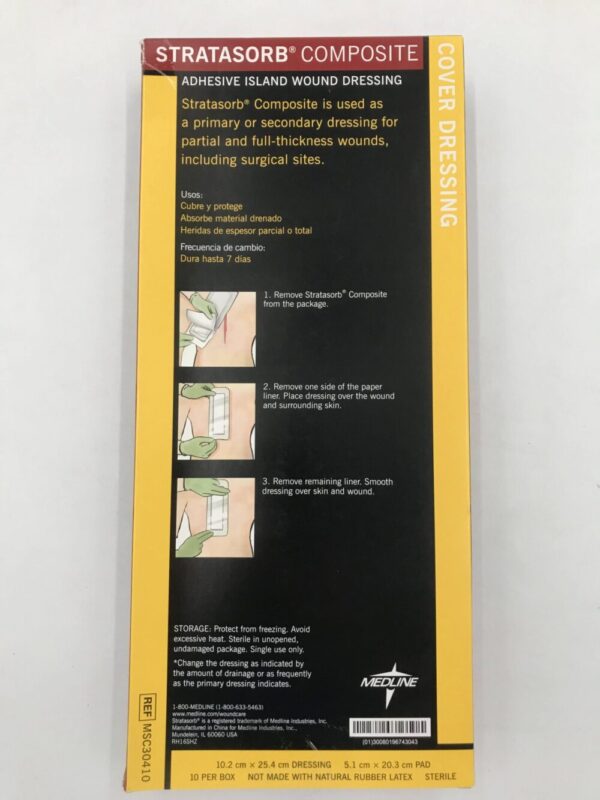 STRATASORB® COMPOSITE
ADHESIVE ISLAND WOUND DRESSING
COVER DRESSING
Stratasorb® Composite is used as
a primary or secondary dressing for
partial and full-thickness wounds,
including surgical sites.
Usos:
Cubre y protege
Absorbe material drenado
Heridas de espesor parcial o total
Frecuencia de cambio:
Dura hasta 7 días
1. Remove Stratasorb® Composite
from the package.
2. Remove one side of the paper
liner. Place dressing over the wound
and surrounding skin.
3. Remove remaining liner. Smooth
dressing over skin and wound.
STORAGE: Protect from freezing. Avoid
excessive heat. Sterile in unopened,
undamaged package. Single use only.
*Change the dressing as indicated by
the amount of drainage or as frequently
as the primary dressing indicates.
MEDLINE
1-800-MEDLINE (1-800-633-5463)
www.medline.com/woundcare
Stratasorb® is a registered trademark of Medline Industries, Inc.
Manufactured in China for Medline Industries, Inc.,
Mundelein, IL 60060 USA
RH16SHZ
(01)30080196743043
REF MSC30410
10.2 cm × 25.4 cm DRESSING 5.1 cm × 20.3 cm PAD
10 PER BOX NOT MADE WITH NATURAL RUBBER LATEX STERILE